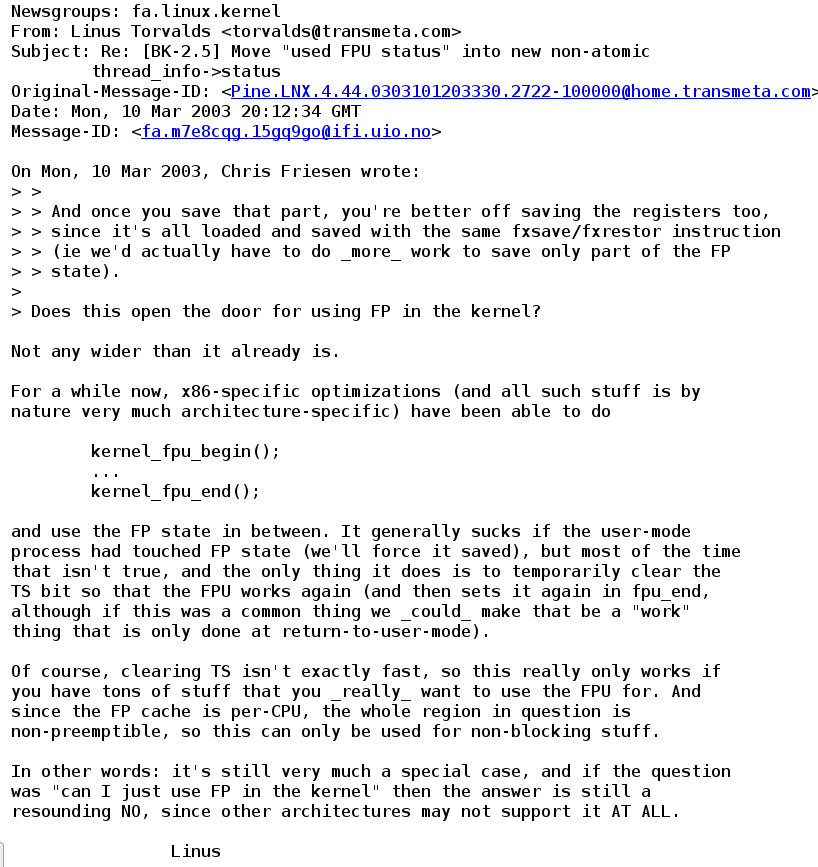 Newsgroups: fa.linux.kernel
From: Linus Torvalds <torvalds@transmeta.com>
Subject: Re: [BK-2.5] Move "used FPU status" into new non-atomic
        thread_info->status
Original-Message-ID: <Pine.LNX.4.44.0303101203330.2722-100000@home.transmeta.com>
Date: Mon, 10 Mar 2003 20:12:34 GMT
Message-ID: <fa.m7e8cqg.15gq9go@ifi.uio.no>

On Mon, 10 Mar 2003, Chris Friesen wrote:
> >
> > And once you save that part, you're better off saving the registers too,
> > since it's all loaded and saved with the same fxsave/fxrestor instruction
> > (ie we'd actually have to do _more_ work to save only part of the FP
> > state).
>
> Does this open the door for using FP in the kernel?

Not any wider than it already is.

For a while now, x86-specific optimizations (and all such stuff is by
nature very much architecture-specific) have been able to do

        kernel_fpu_begin();
        ...
        kernel_fpu_end();

and use the FP state in between. It generally sucks if the user-mode
process had touched FP state (we'll force it saved), but most of the time
that isn't true, and the only thing it does is to temporarily clear the
TS bit so that the FPU works again (and then sets it again in fpu_end,
although if this was a common thing we _could_ make that be a "work"
thing that is only done at return-to-user-mode).

Of course, clearing TS isn't exactly fast, so this really only works if
you have tons of stuff that you _really_ want to use the FPU for. And
since the FP cache is per-CPU, the whole region in question is
non-preemptible, so this can only be used for non-blocking stuff.

In other words: it's still very much a special case, and if the question
was "can I just use FP in the kernel" then the answer is still a
resounding NO, since other architectures may not support it AT ALL.

                Linus